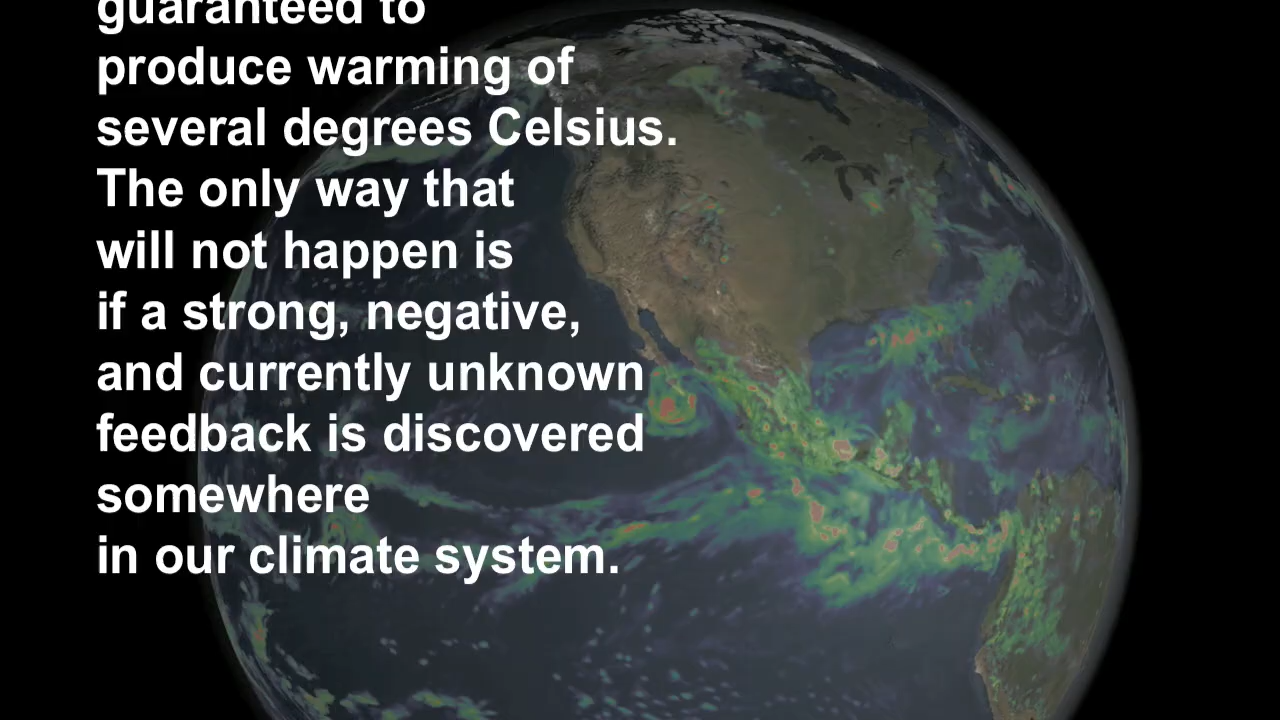 guaranteed to
produce warming of
several degrees Celsius.
The only way that
will not happen is
if a strong, negative,
and currently unknown
feedback is discovered
somewhere
in our climate system.